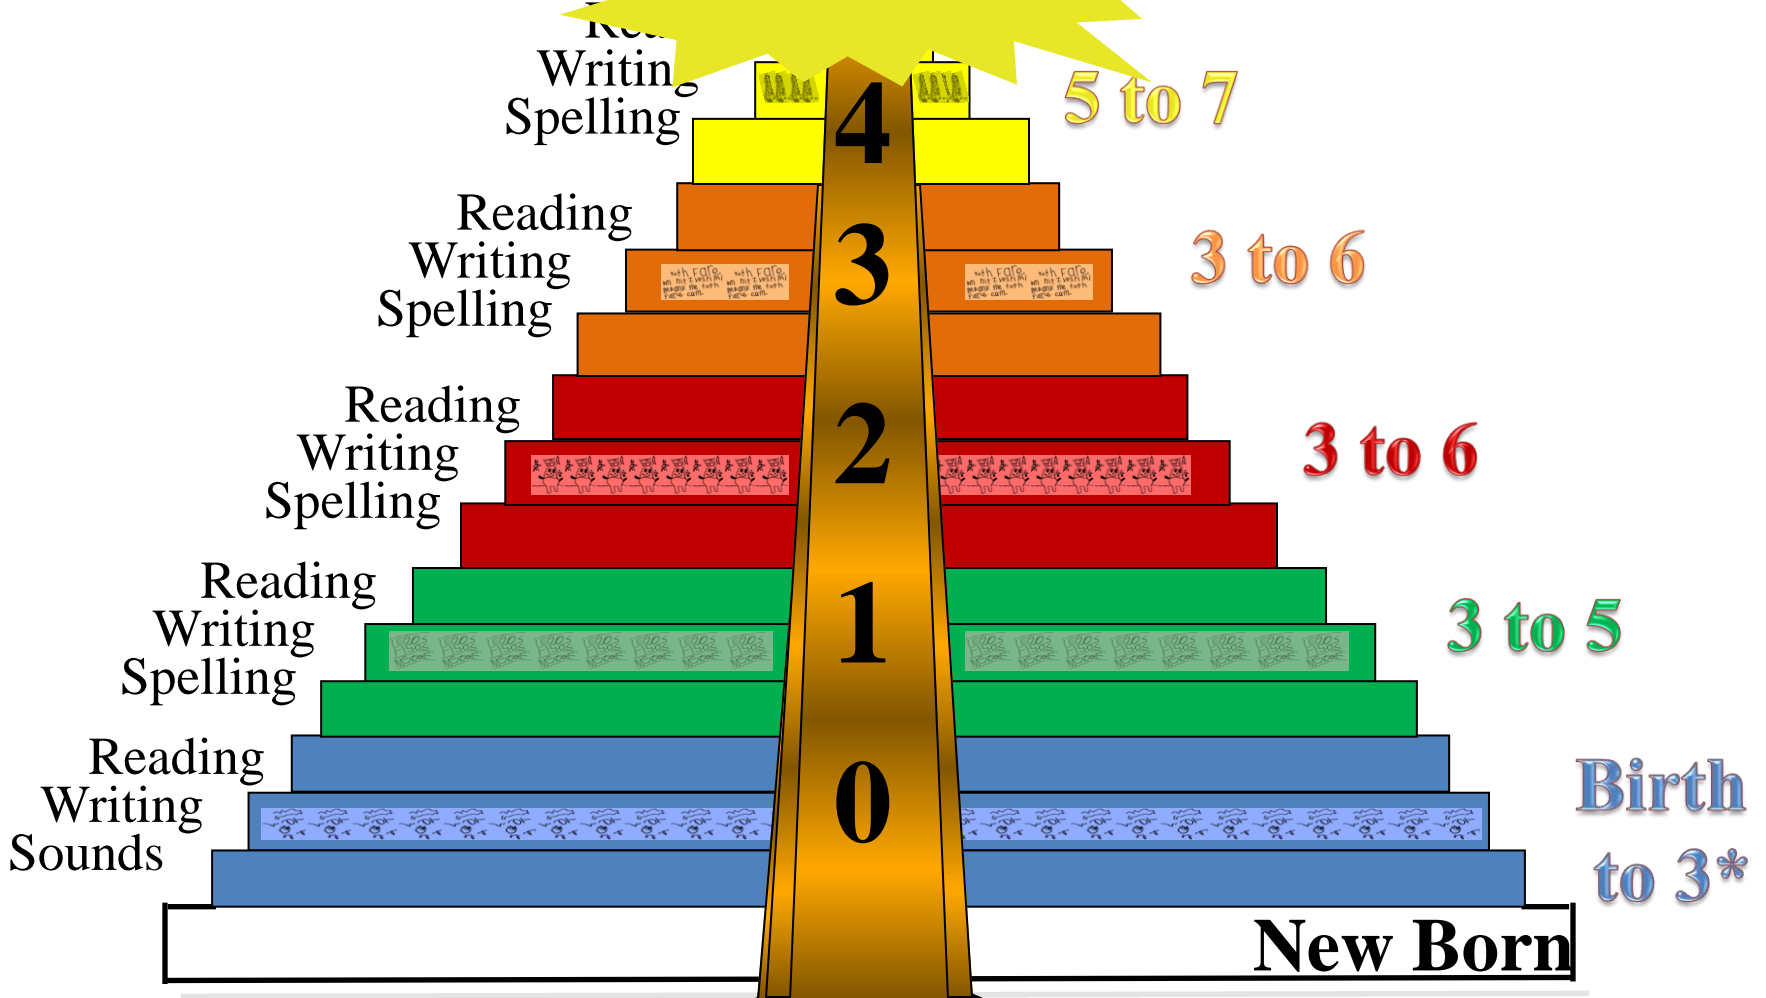 Writing
Spelling
4
5 to 7
Reading
Writing
Spelling
3
3 to 6
Reading
Writing
Spelling
2
3 to 6
Reading
Writing
Spelling
1
3 to 5
Reading
Writing
Sounds
0
Birth
to 3*
New Born